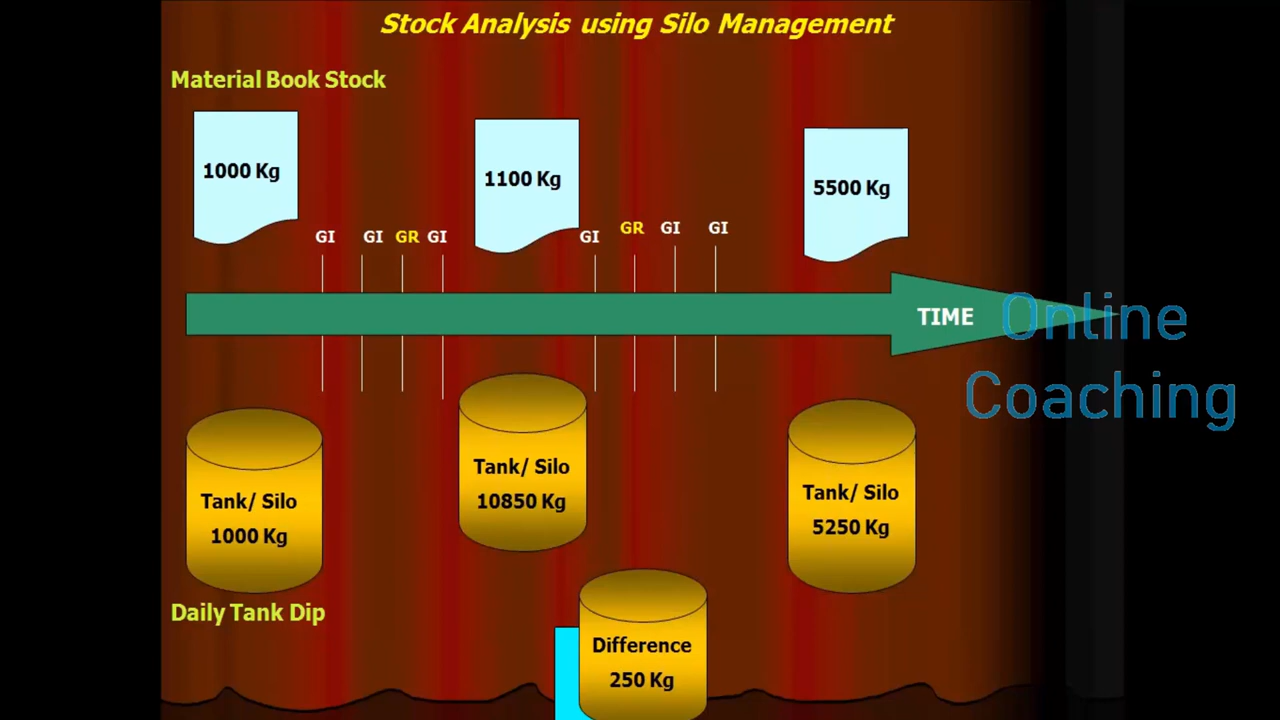 Stock Analysis using Silo Management
Material Book Stock
1000 Kg
1100 Kg
5500 Kg
GI GI GR GI GI GR GI GI
TIME
Online
Coaching
Tank/ Silo
1000 Kg
Tank/ Silo
10850 Kg
Tank/ Silo
5250 Kg
Daily Tank Dip
Difference
250 Kg